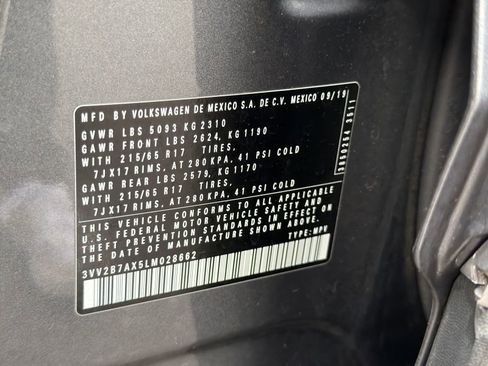 MFD BY VOLKSWAGEN DE MEXICO S.A. DE C.V. MEXICO 09/19
GVWR LBS 5093 KG 2310
GAWR FRONT LBS 2624, KG 1190
WITH 215/65 R17 TIRES.
7JX17 RIMS, AT 280 KPA, 41 PSI COLD
GAWR REAR LBS 2579, KG 1170
WITH 215/65 R17 TIRES.
7JX17 RIMS, AT 280 KPA, 41 PSI COLD
THIS VEHICLE CONFORMS TO ALL APPLICABLE
U.S. FEDERAL MOTOR VEHICLE SAFETY AND
THEFT PREVENTION STANDARDS IN EFFECT ON
THE DATE OF MANUFACTURE SHOWN ABOVE.
3VV2B7AX5LM028662 TYPE: MPV
3850254 3511